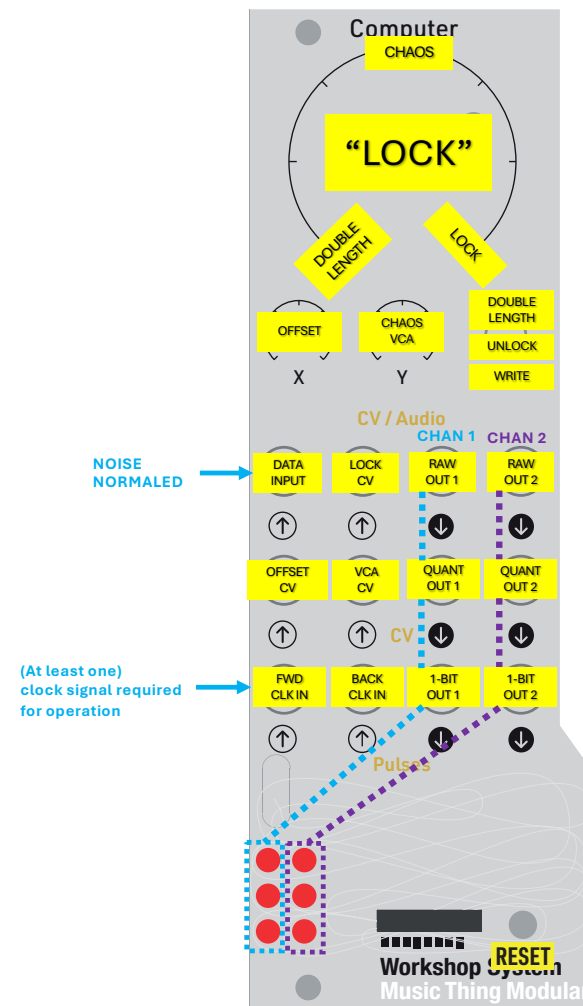 Computer
CHAOS
“LOCK”
DOUBLE
LENGTH
LOCK
DOUBLE
LENGTH
UNLOCK
WRITE
OFFSET
CHAOS
VCA
X
Y
CV / Audio
CHAN 1
CHAN 2
NOISE
NORMALED
DATA
INPUT
LOCK
CV
RAW
OUT 1
RAW
OUT 2
OFFSET
CV
VCA
CV
QUANT
OUT 1
QUANT
OUT 2
CV
(At least one)
clock signal required
for operation
FWD
CLK IN
BACK
CLK IN
1-BIT
OUT 1
1-BIT
OUT 2
Pulses
RESET
Workshop System
Music Thing Modula